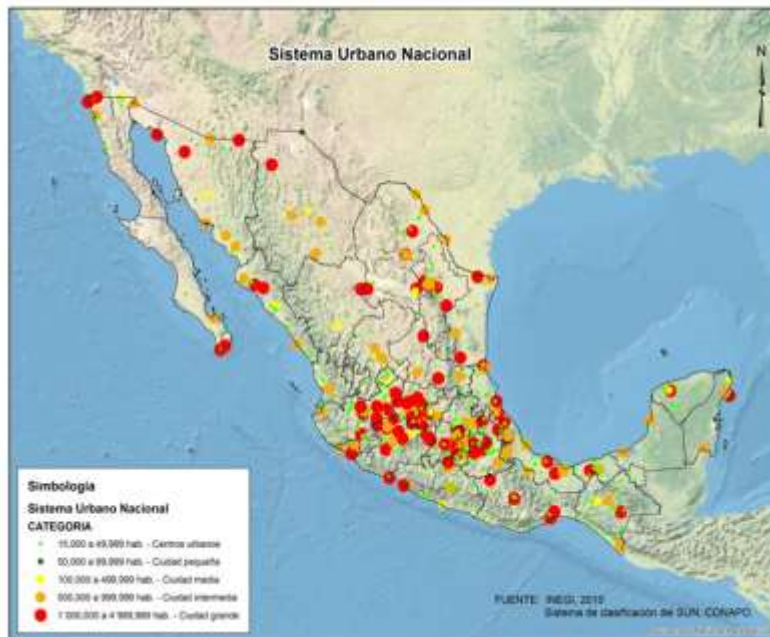 Sistema Urbano Nacional
N
Simbología
Sistema Urbano Nacional
CATEGORIA
15,000 a 49,999 hab. - Centros urbanos
50,000 a 99,999 hab. - Ciudad pequeña
100,000 a 499,999 hab. - Ciudad media
500,000 a 999,999 hab. - Ciudad intermedia
1'000,000 a 4'999,999 hab. - Ciudad grande
FUENTE: INEGI, 2010
Sistema de clasificación del SUN, CONAPO.